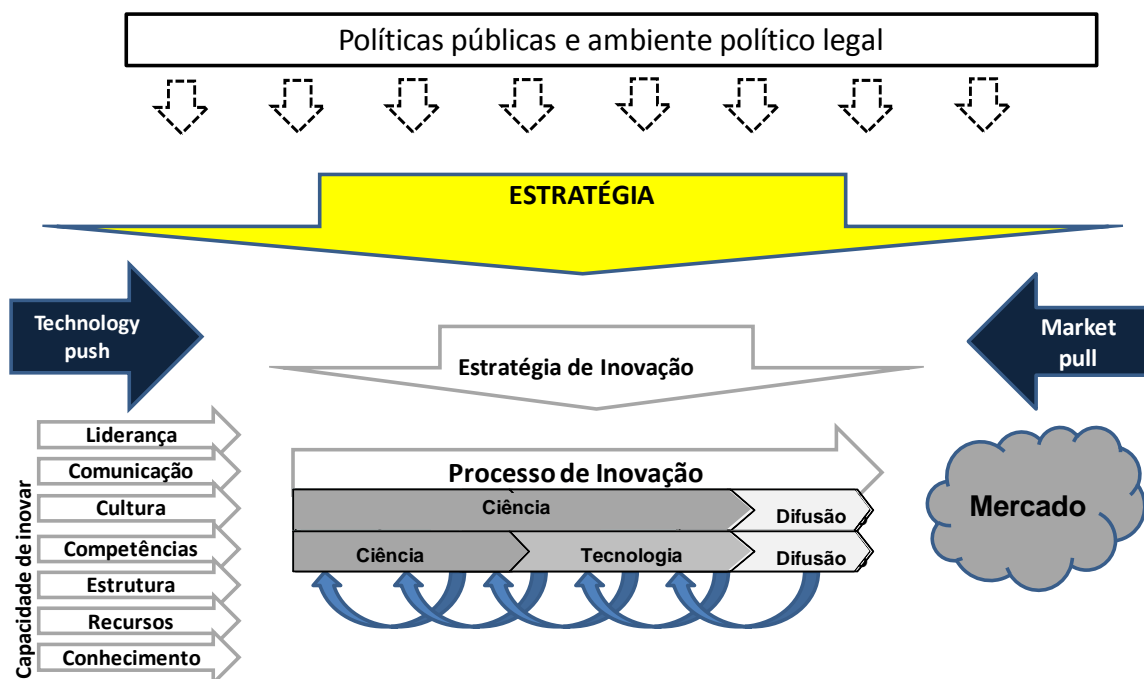 Políticas públicas e ambiente político legal
ESTRATÉGIA
Technology
push
Market
pull
Estratégia de Inovação
Capacidade de inovar
Liderança
Comunicação
Cultura
Competências
Estrutura
Recursos
Conhecimento
Processo de Inovação
Ciência
Difusão
Ciência
Tecnologia
Difusão
Mercado